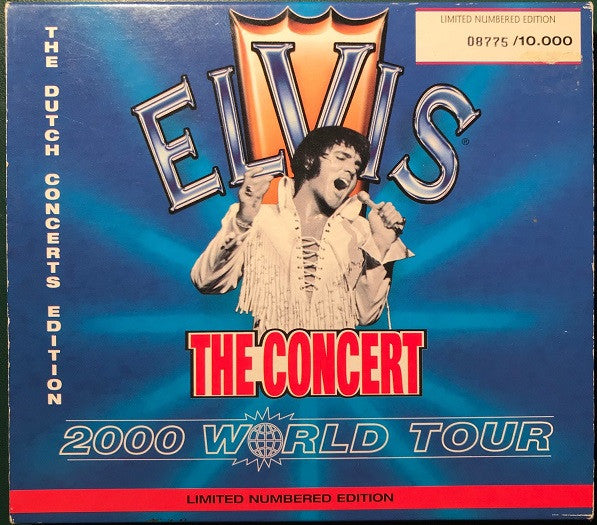 LIMITED NUMBERED EDITION
08775 /10.000
THE DUTCH CONCERTS EDITION
ELVIS®
THE CONCERT
2000 WORLD TOUR
LIMITED NUMBERED EDITION